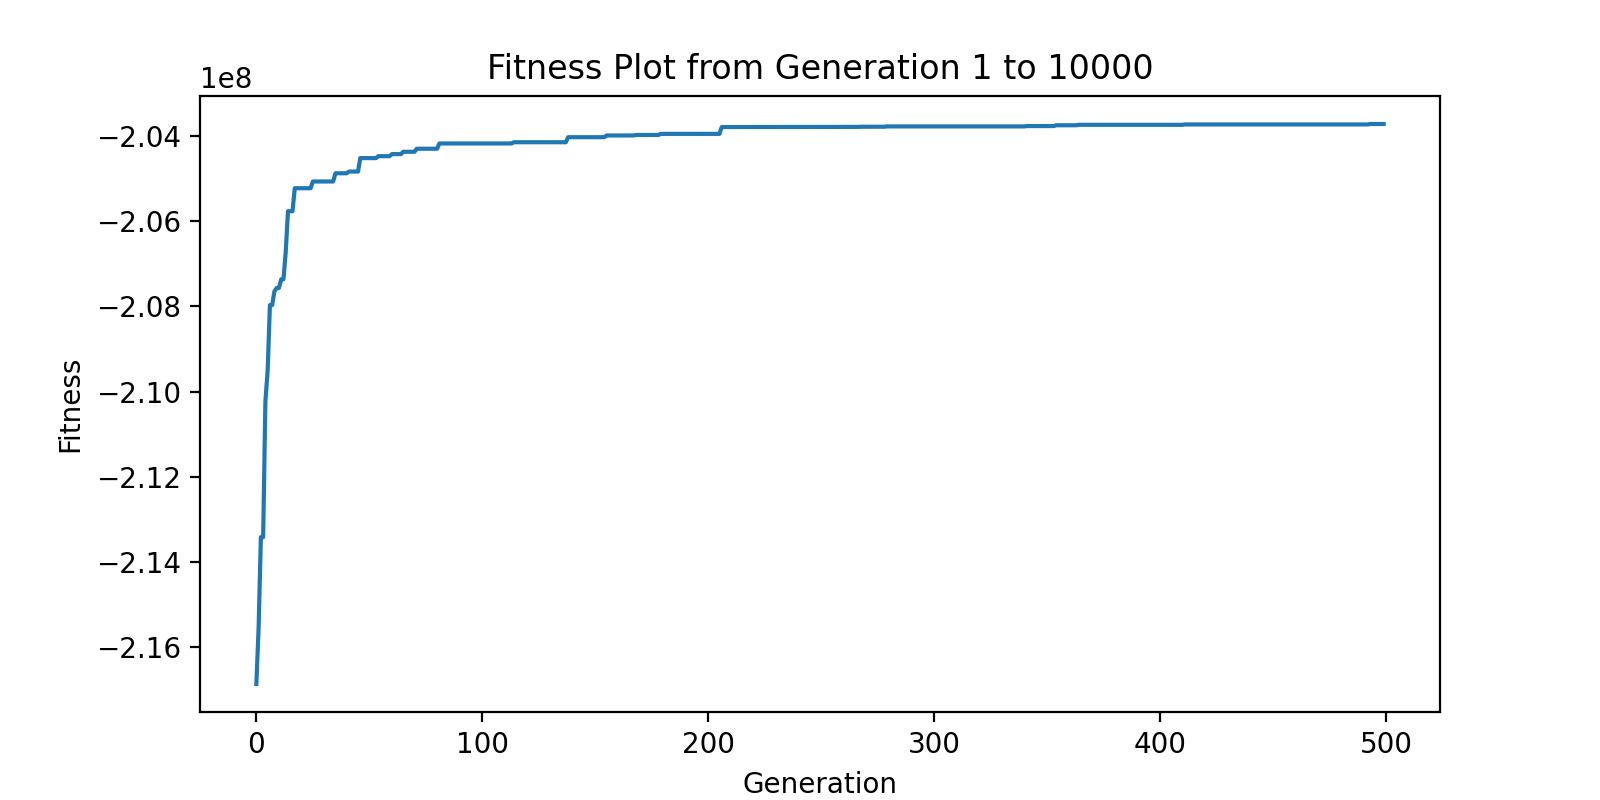 Fitness Plot from Generation 1 to 10000
1e8
−2.04
−2.06
−2.08
−2.10
−2.12
−2.14
−2.16
Fitness
0 100 200 300 400 500
Generation